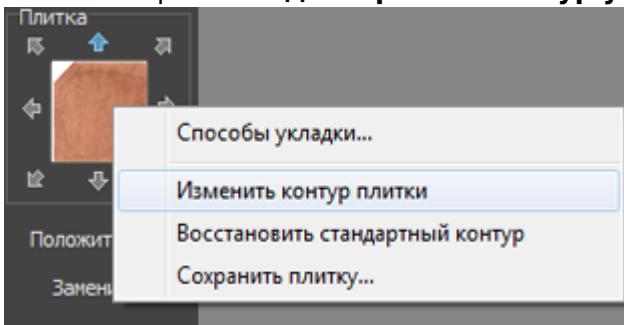 Плитка
Способы укладки...
Изменить контур плитки
Восстановить стандартный контур
Сохранить плитку...